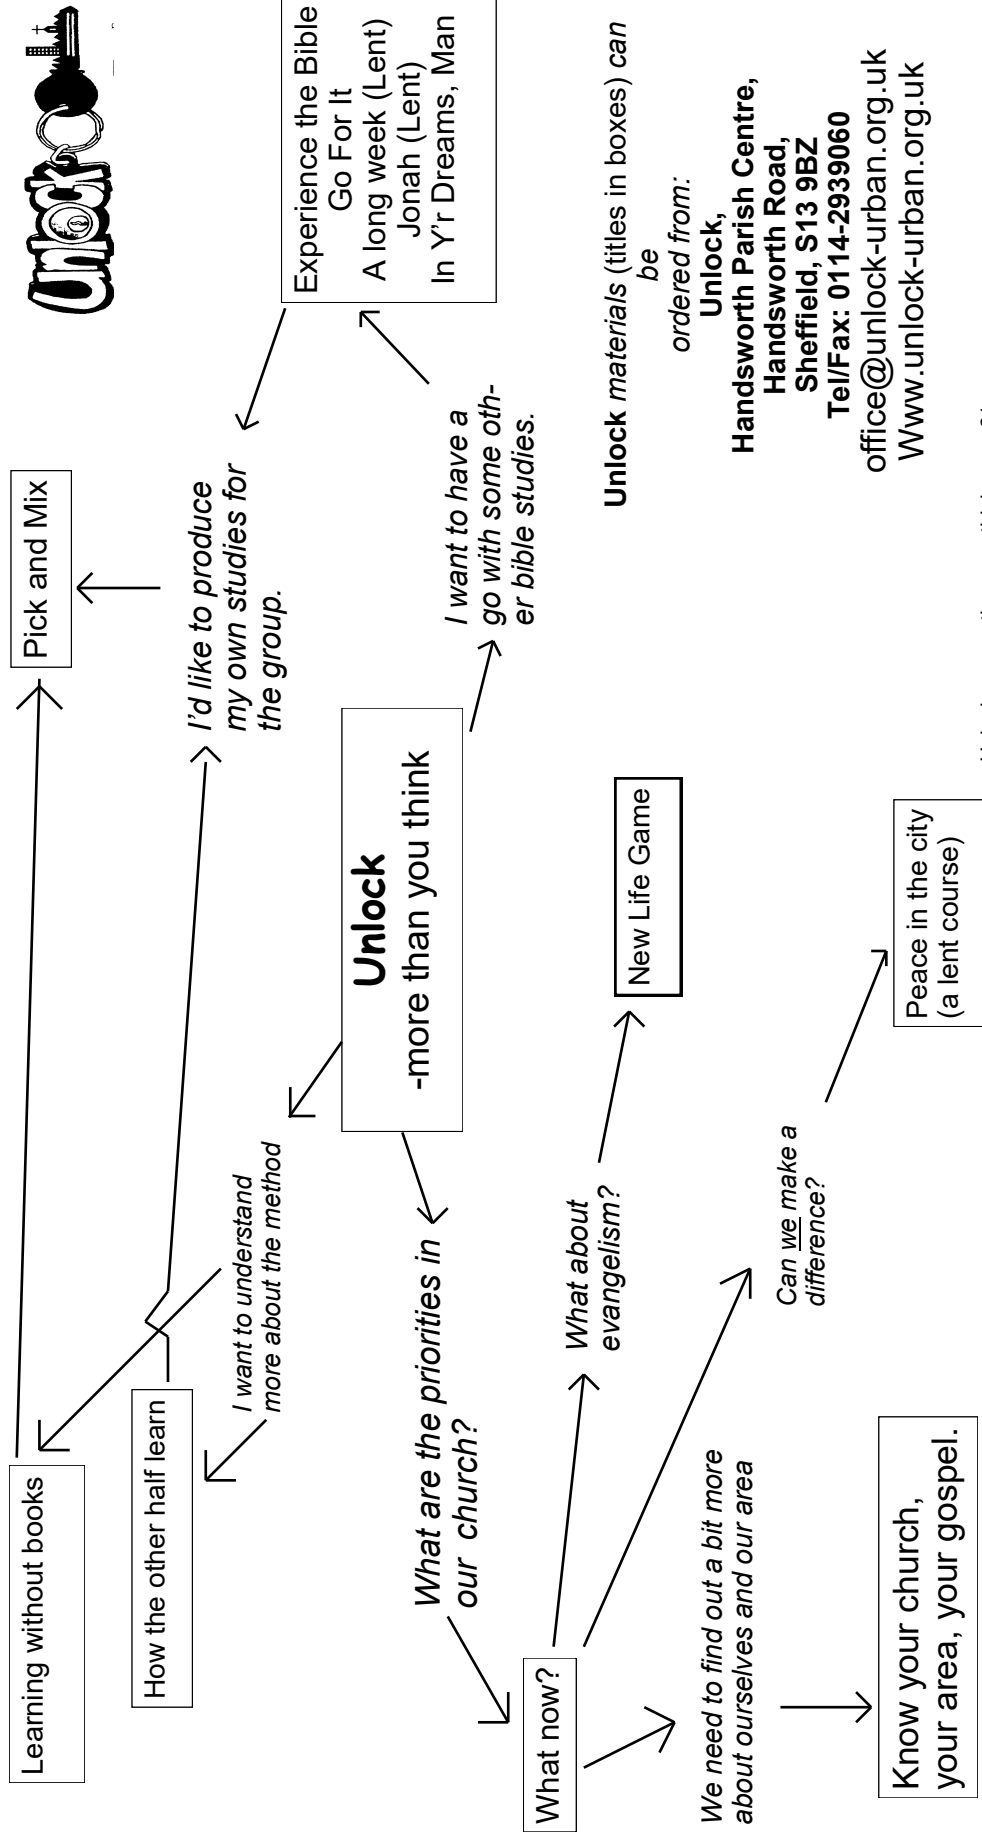 Unlock
Learning without books
Pick and Mix
How the other half learn
I'd like to produce
my own studies for
the group.
I want to understand
more about the method
Experience the Bible
Go For It
A long week (Lent)
Jonah (Lent)
In Y'r Dreams, Man
Unlock
-more than you think
What are the priorities in
our church?
I want to have a
go with some oth-
er bible studies.
What now?
What about
evangelism?
New Life Game
Unlock materials (titles in boxes) can
be
ordered from:
Unlock,
Handsworth Parish Centre,
Handsworth Road,
Sheffield, S13 9BZ
Tel/Fax: 0114-2939060
office@unlock-urban.org.uk
Www.unlock-urban.org.uk
We need to find out a bit more
about ourselves and our area
Can we make a
difference?
Know your church,
your area, your gospel.
Peace in the city
(a lent course)